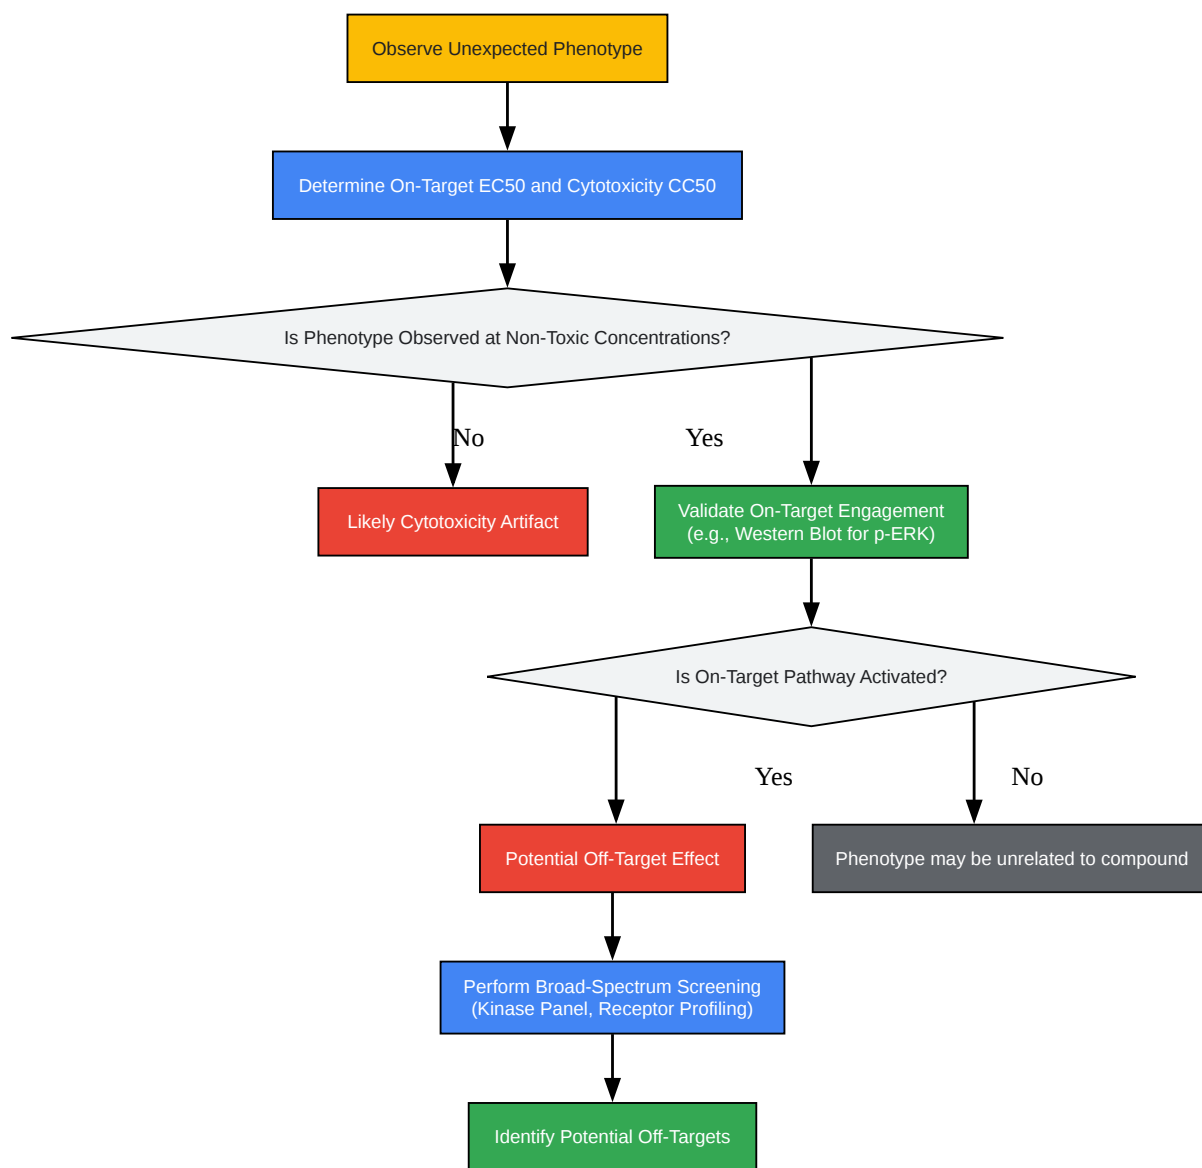 Observe Unexpected Phenotype
Determine On-Target EC50 and Cytotoxicity CC50
Is Phenotype Observed at Non-Toxic Concentrations?
No
Yes
Likely Cytotoxicity Artifact
Validate On-Target Engagement
(e.g., Western Blot for p-ERK)
Is On-Target Pathway Activated?
Yes
No
Potential Off-Target Effect
Phenotype may be unrelated to compound
Perform Broad-Spectrum Screening
(Kinase Panel, Receptor Profiling)
Identify Potential Off-Targets